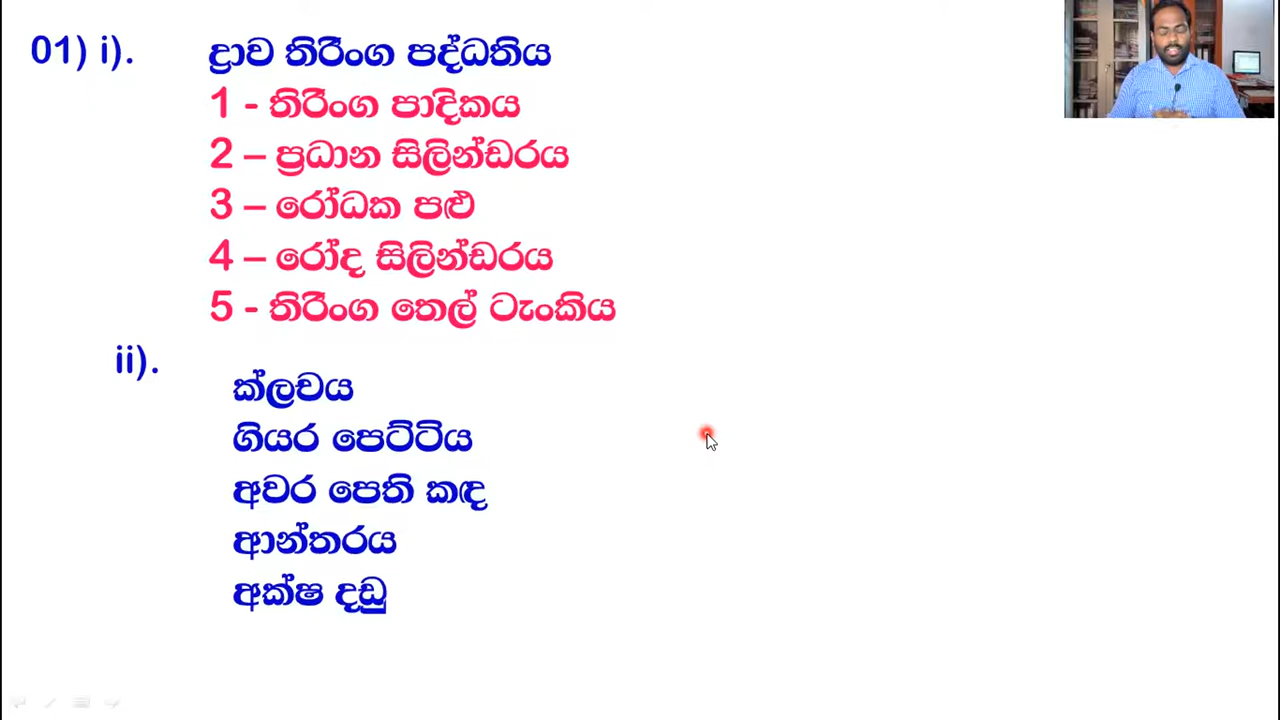 01) i). ද්‍රාව තිරිංග පද්ධතිය
1 - තිරිංග පාදිකය
2 – ප්‍රධාන සිලින්ඩරය
3 – රෝධක පළු
4 – රෝද සිලින්ඩරය
5 - තිරිංග තෙල් ටැංකිය
ii).
ක්ලචය
ගියර පෙට්ටිය
අවර පෙති කඳ
ආන්තරය
අක්ෂ දඩු